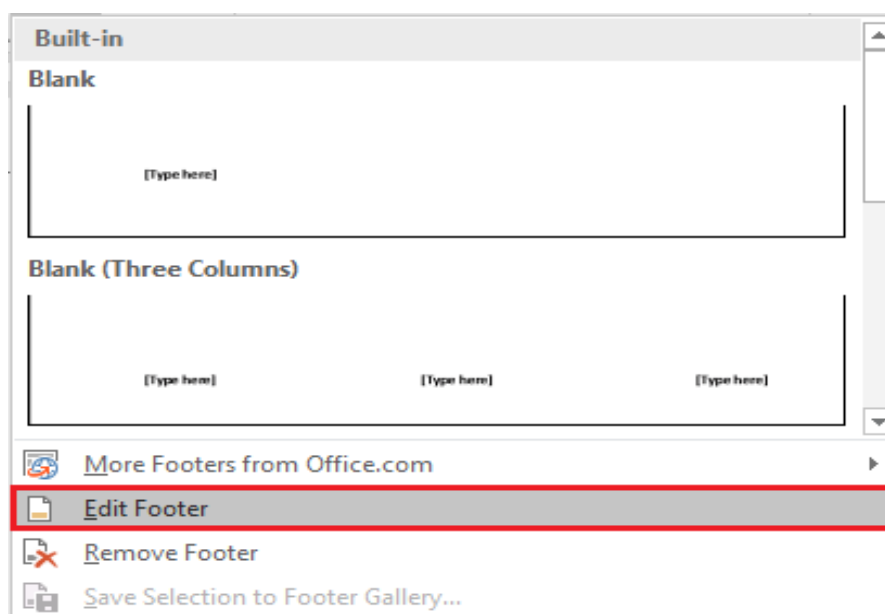 Built-in
Blank
[Type here]
Blank (Three Columns)
[Type here] [Type here] [Type here]
More Footers from Office.com
Edit Footer
Remove Footer
Save Selection to Footer Gallery...